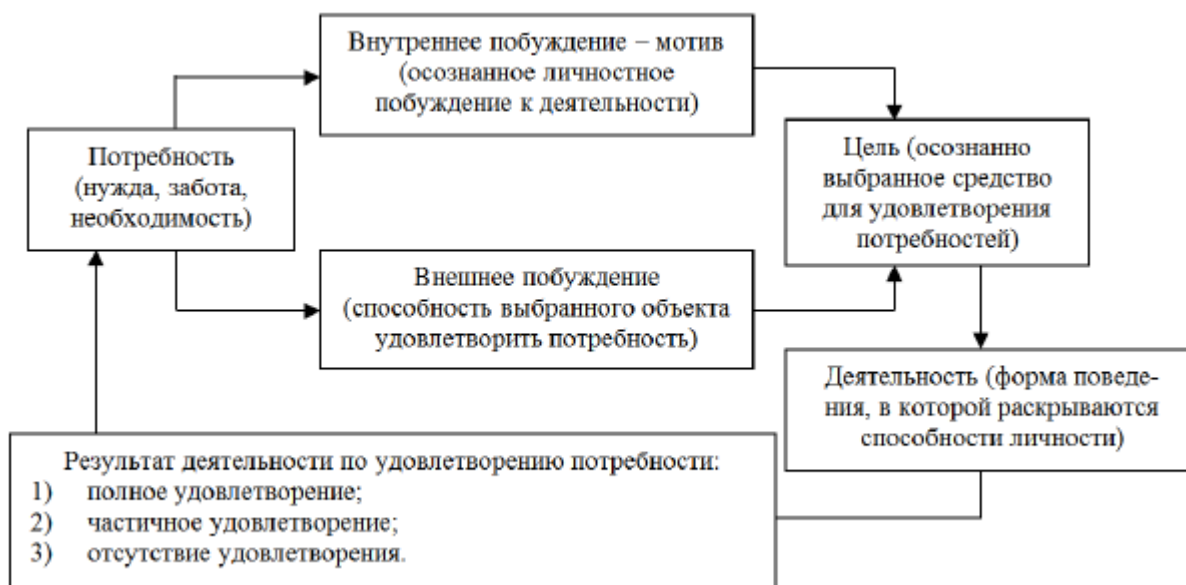 Внутреннее побуждение – мотив
(осознанное личностное
побуждение к деятельности)
Потребность
(нужда, забота,
необходимость)
Цель (осознанно
выбранное средство
для удовлетворения
потребностей)
Внешнее побуждение
(способность выбранного объекта
удовлетворить потребность)
Деятельность (форма поведе-
ния, в которой раскрываются
способности личности)
Результат деятельности по удовлетворению потребности:
1) полное удовлетворение;
2) частичное удовлетворение;
3) отсутствие удовлетворения.